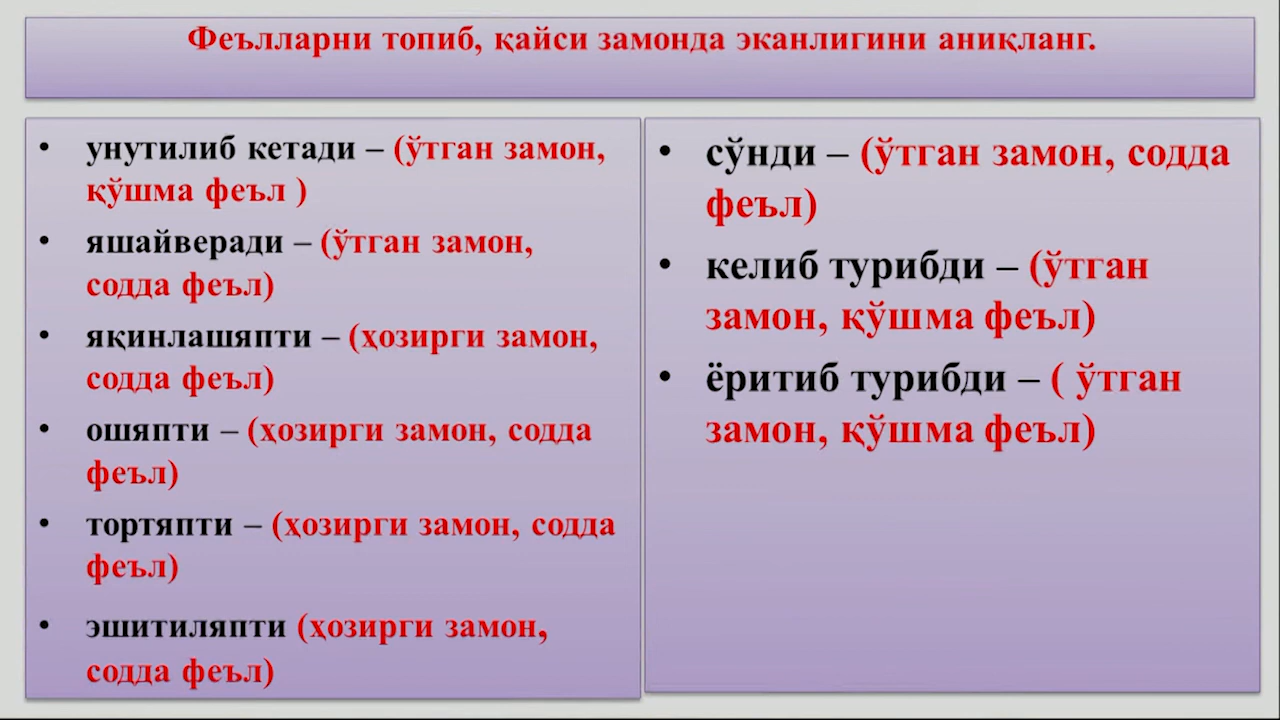 Феълларни топиб, қайси замонда эканлигини аниқланг.
• унутилиб кетади – (ўтган замон,
қўшма феъл )
• яшайверади – (ўтган замон,
содда феъл)
• яқинлашяпти – (ҳозирги замон,
содда феъл)
• ошяпти – (ҳозирги замон, содда
феъл)
• тортяпти – (ҳозирги замон, содда
феъл)
• эшитиляпти (ҳозирги замон,
содда феъл)
• сўнди – (ўтган замон, содда
феъл)
• келиб турибди – (ўтган
замон, қўшма феъл)
• ёритиб турибди – ( ўтган
замон, қўшма феъл)